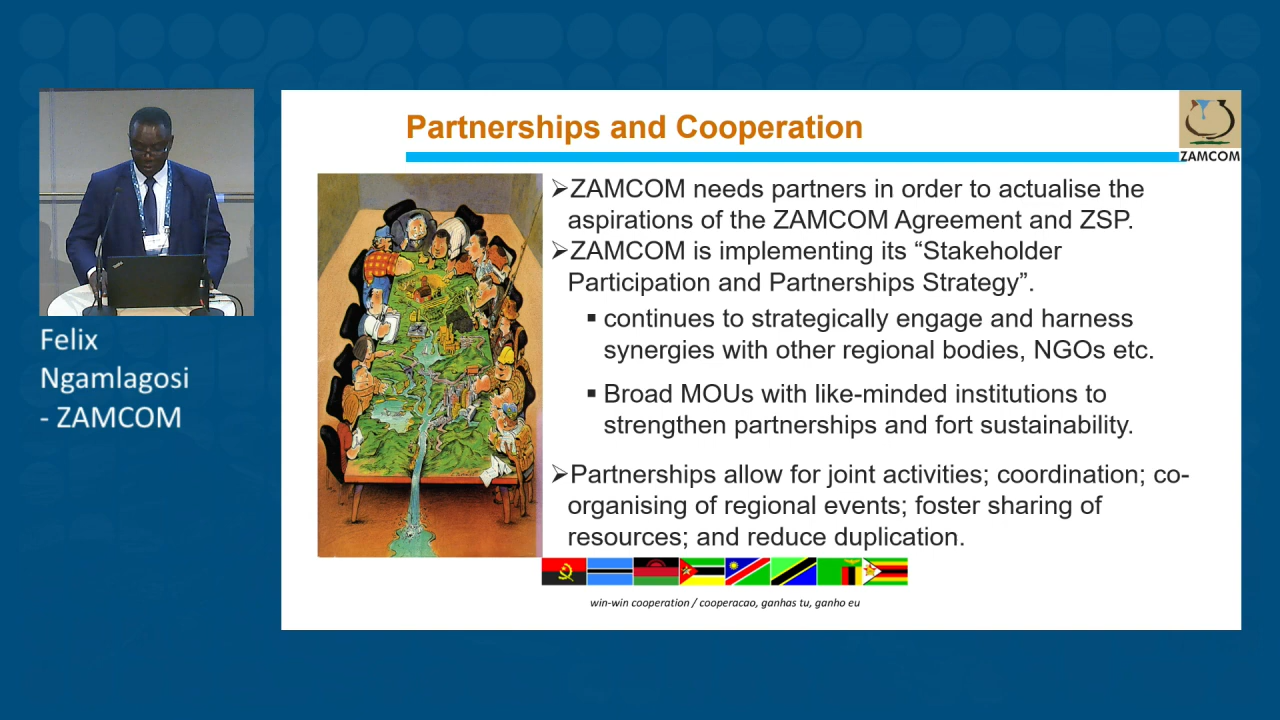 Partnerships and Cooperation
ZAMCOM
➢ZAMCOM needs partners in order to actualise the
aspirations of the ZAMCOM Agreement and ZSP.
➢ZAMCOM is implementing its “Stakeholder
Participation and Partnerships Strategy”.
▪ continues to strategically engage and harness
synergies with other regional bodies, NGOs etc.
▪ Broad MOUs with like-minded institutions to
strengthen partnerships and fort sustainability.
➢Partnerships allow for joint activities; coordination; co-
organising of regional events; foster sharing of
resources; and reduce duplication.
win-win cooperation / cooperacao, ganhas tu, ganho eu
Felix
Ngamlagosi
- ZAMCOM